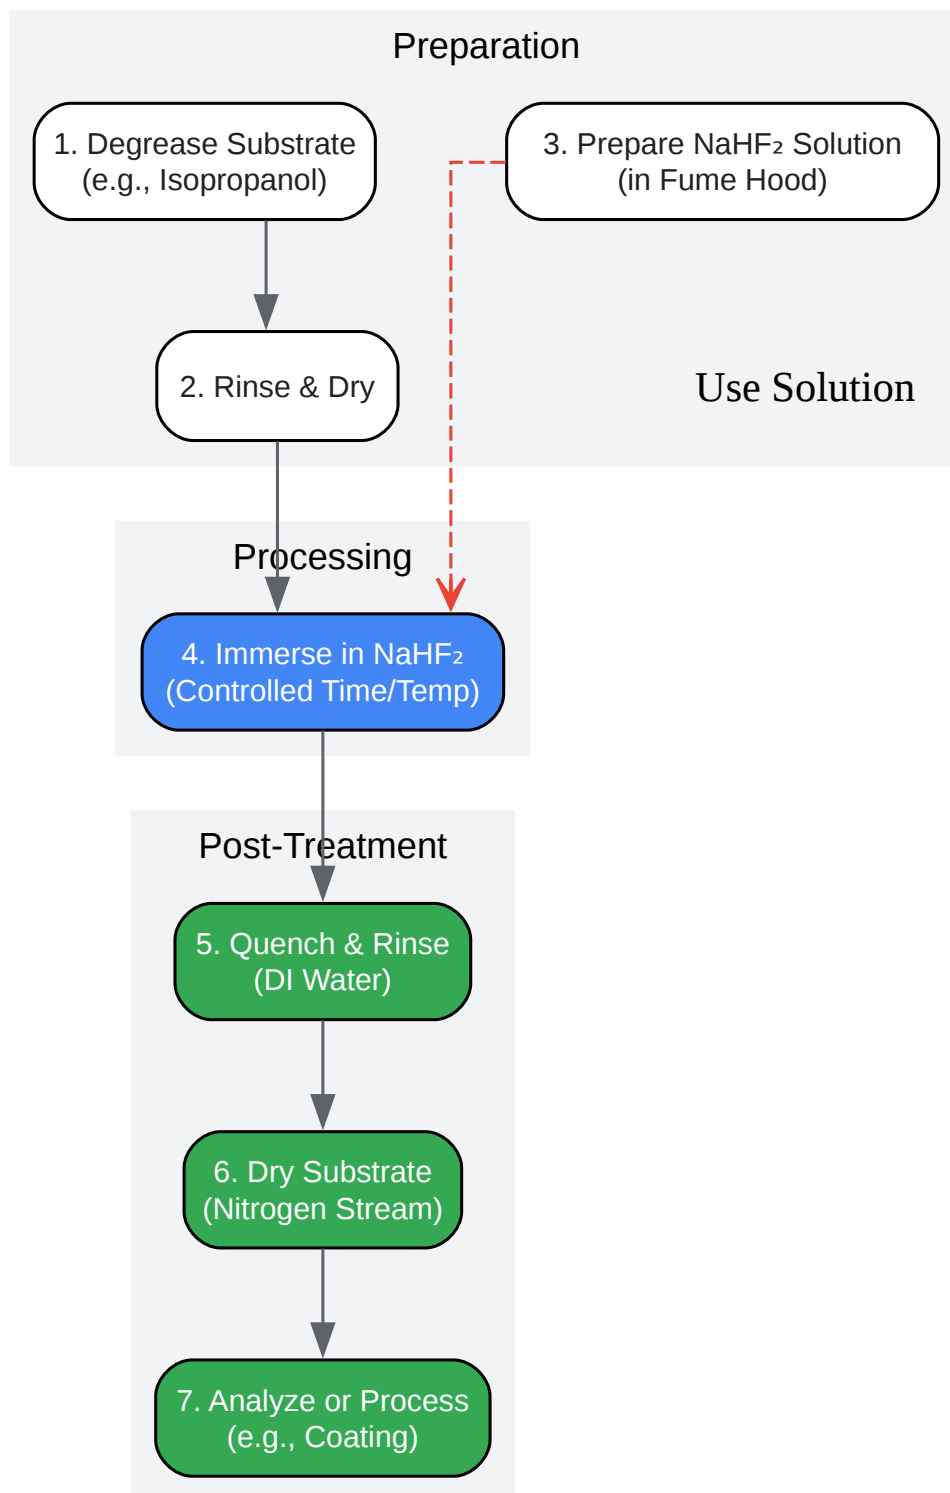 Preparation
1. Degrease Substrate
(e.g., Isopropanol)
3. Prepare NaHF₂ Solution
(in Fume Hood)
2. Rinse & Dry
Use Solution
Processing
4. Immerse in NaHF₂
(Controlled Time/Temp)
Post-Treatment
5. Quench & Rinse
(DI Water)
6. Dry Substrate
(Nitrogen Stream)
7. Analyze or Process
(e.g., Coating)